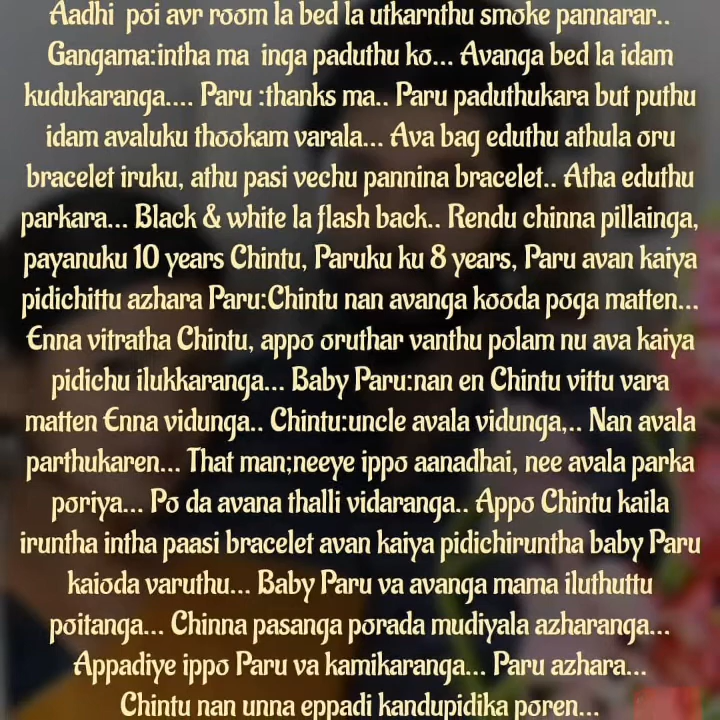 Aadhi poi avr room la bed la utkarnthu smoke pannarar..
Gangama:intha ma inga paduthu ko... Avanga bed la idam
kudukaranga.... Paru :thanks ma.. Paru paduthukara but puthu
idam avaluku thookam varala... Ava bag eduthu athula oru
bracelet iruku, athu pasi vechu pannina bracelet.. Atha eduthu
parkara... Black & white la flash back.. Rendu chinna pillainga,
payanuku 10 years Chintu, Paruku ku 8 years, Paru avan kaiya
pidichittu azhara Paru:Chintu nan avanga kooda poga matten...
Enna vitratha Chintu, appo oruthar vanthu polam nu ava kaiya
pidichu ilukkaranga... Baby Paru:nan en Chintu vittu vara
matten Enna vidunga.. Chintu:uncle avala vidunga,.. Nan avala
parthukaren... That man;neeye ippo aanadhai, nee avala parka
poriya... Po da avana thalli vidaranga.. Appo Chintu kaila
iruntha intha paasi bracelet avan kaiya pidichiruntha baby Paru
kaioda varuthu... Baby Paru va avanga mama iluthuttu
poitanga... Chinna pasanga porada mudiyala azharanga...
Appadiye ippo Paru va kamikaranga... Paru azhara...
Chintu nan unna eppadi kandupidika poren...